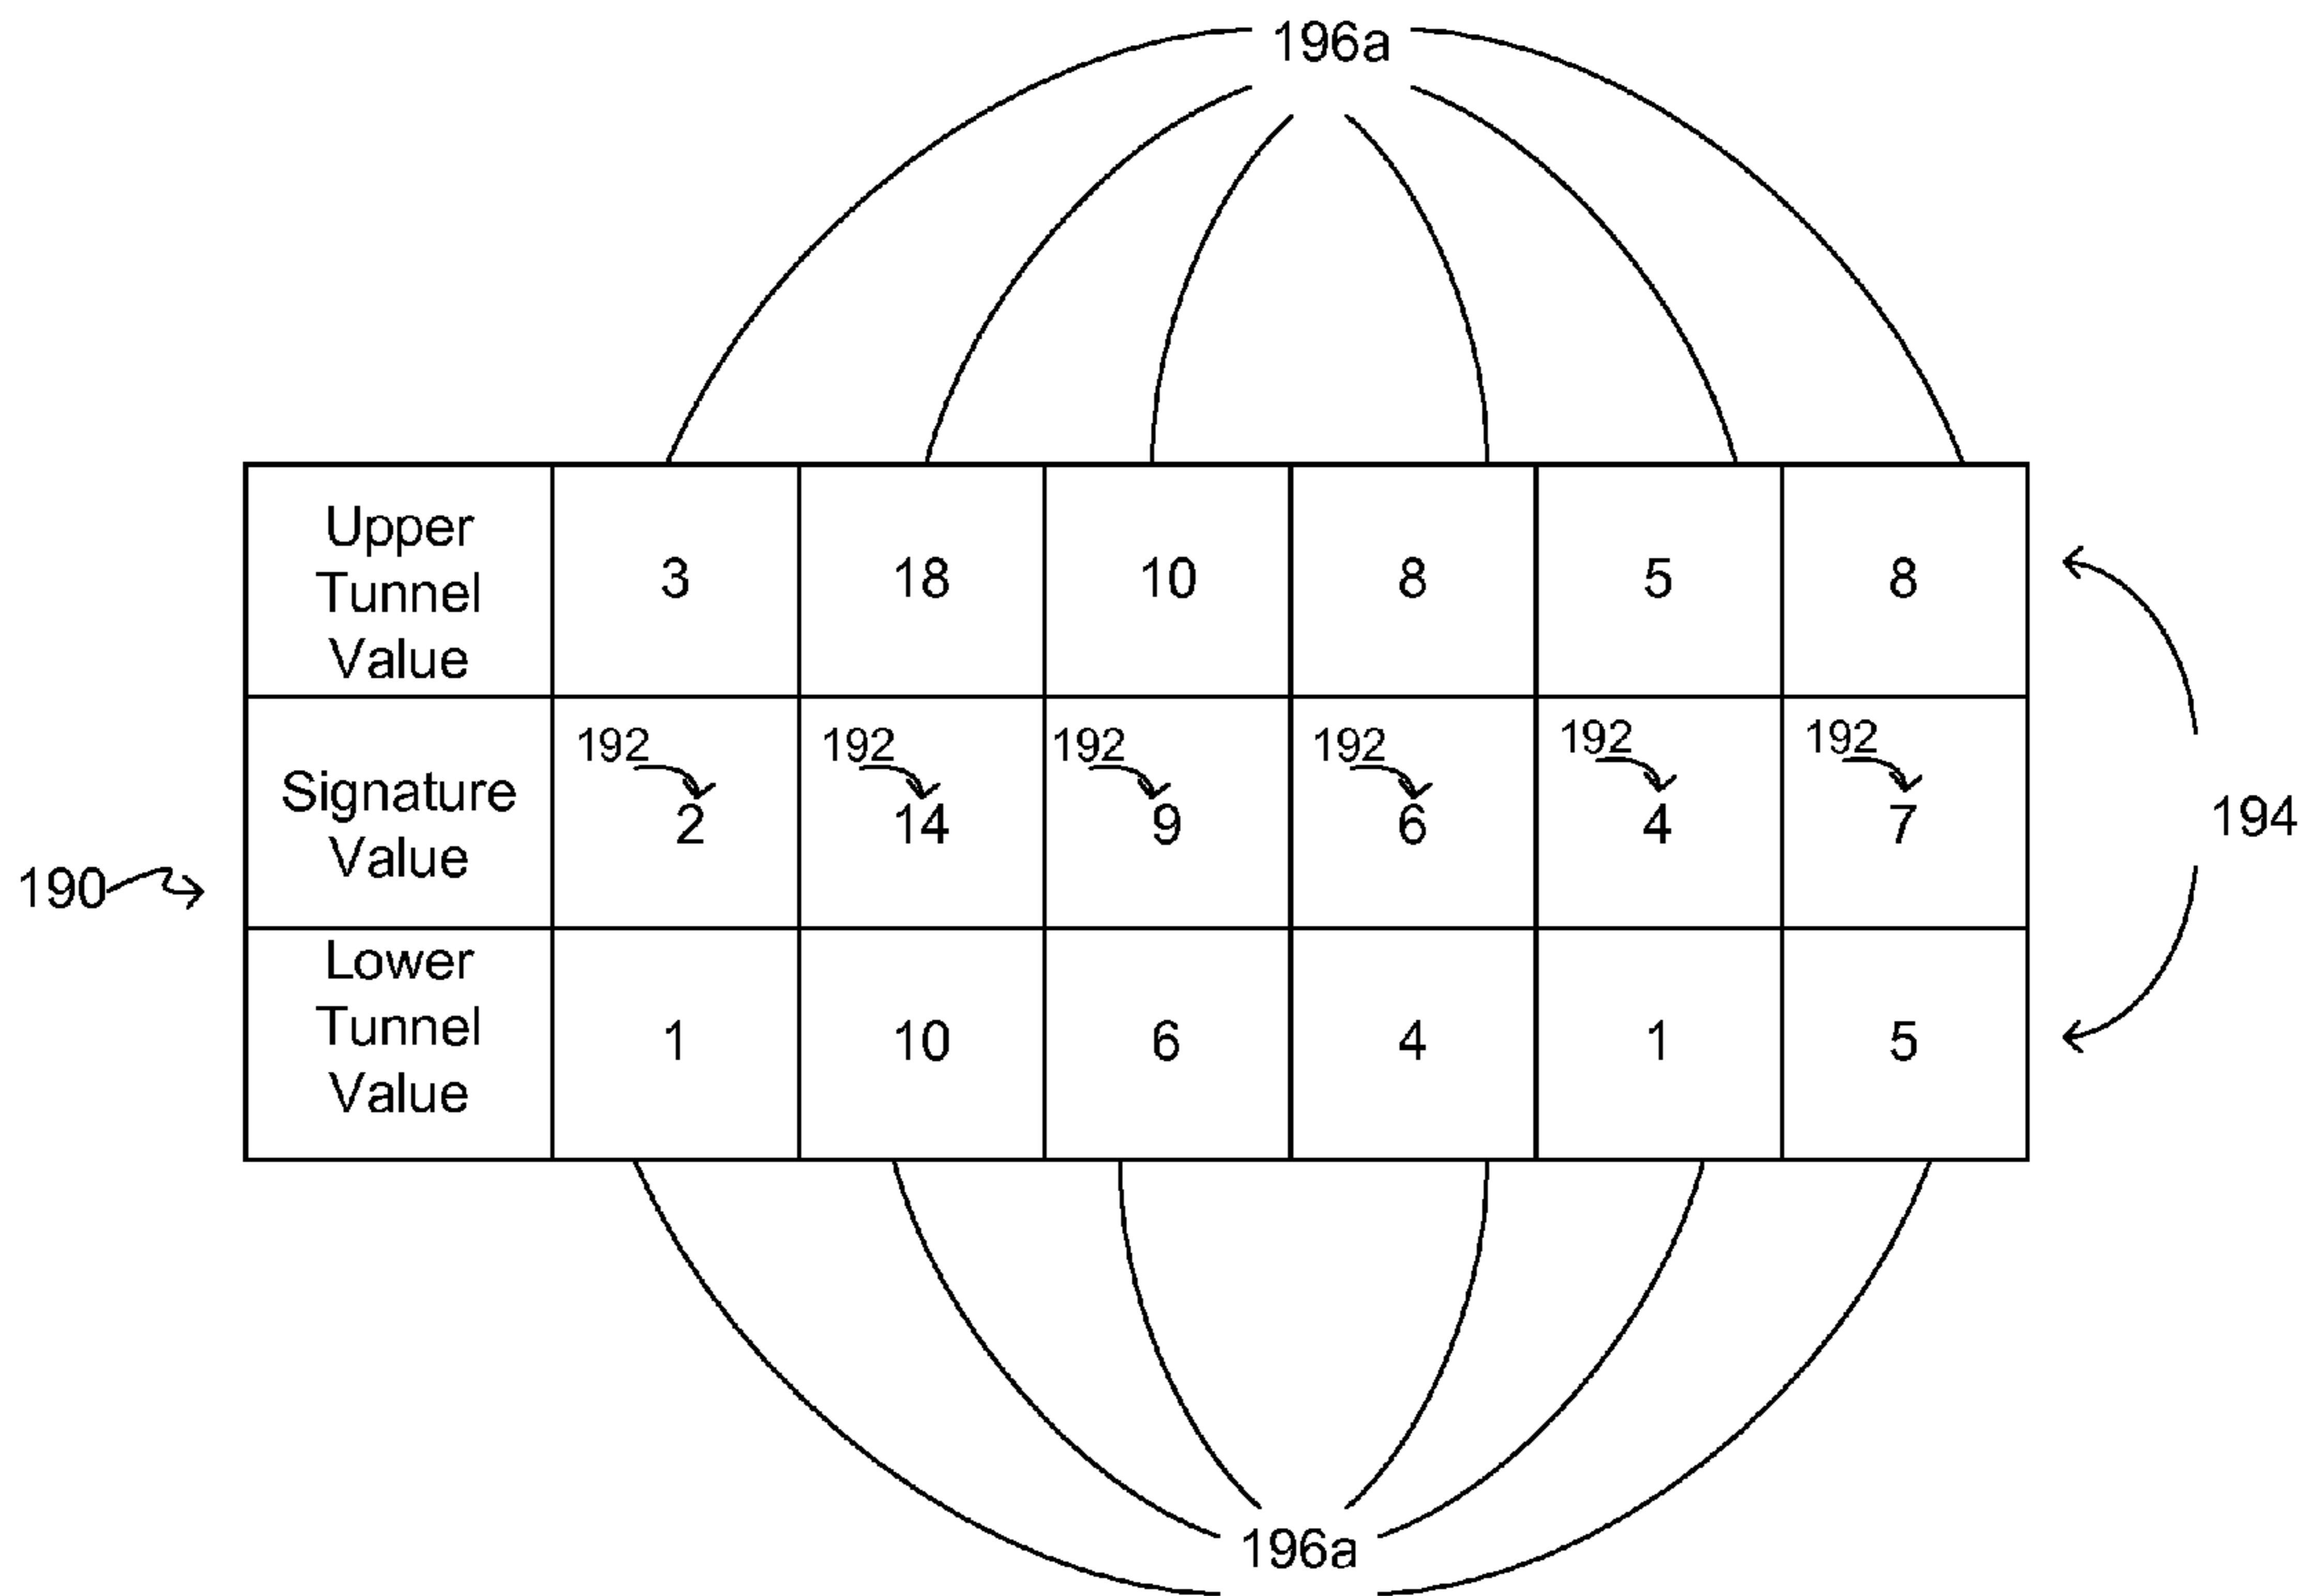 196a
Upper
Tunnel
Value
3 18 10 8 5 8
192 192 192 192 192 192
Signature
Value
2 14 9 6 4 7
194
190
Lower
Tunnel
Value
1 10 6 4 1 5
196a